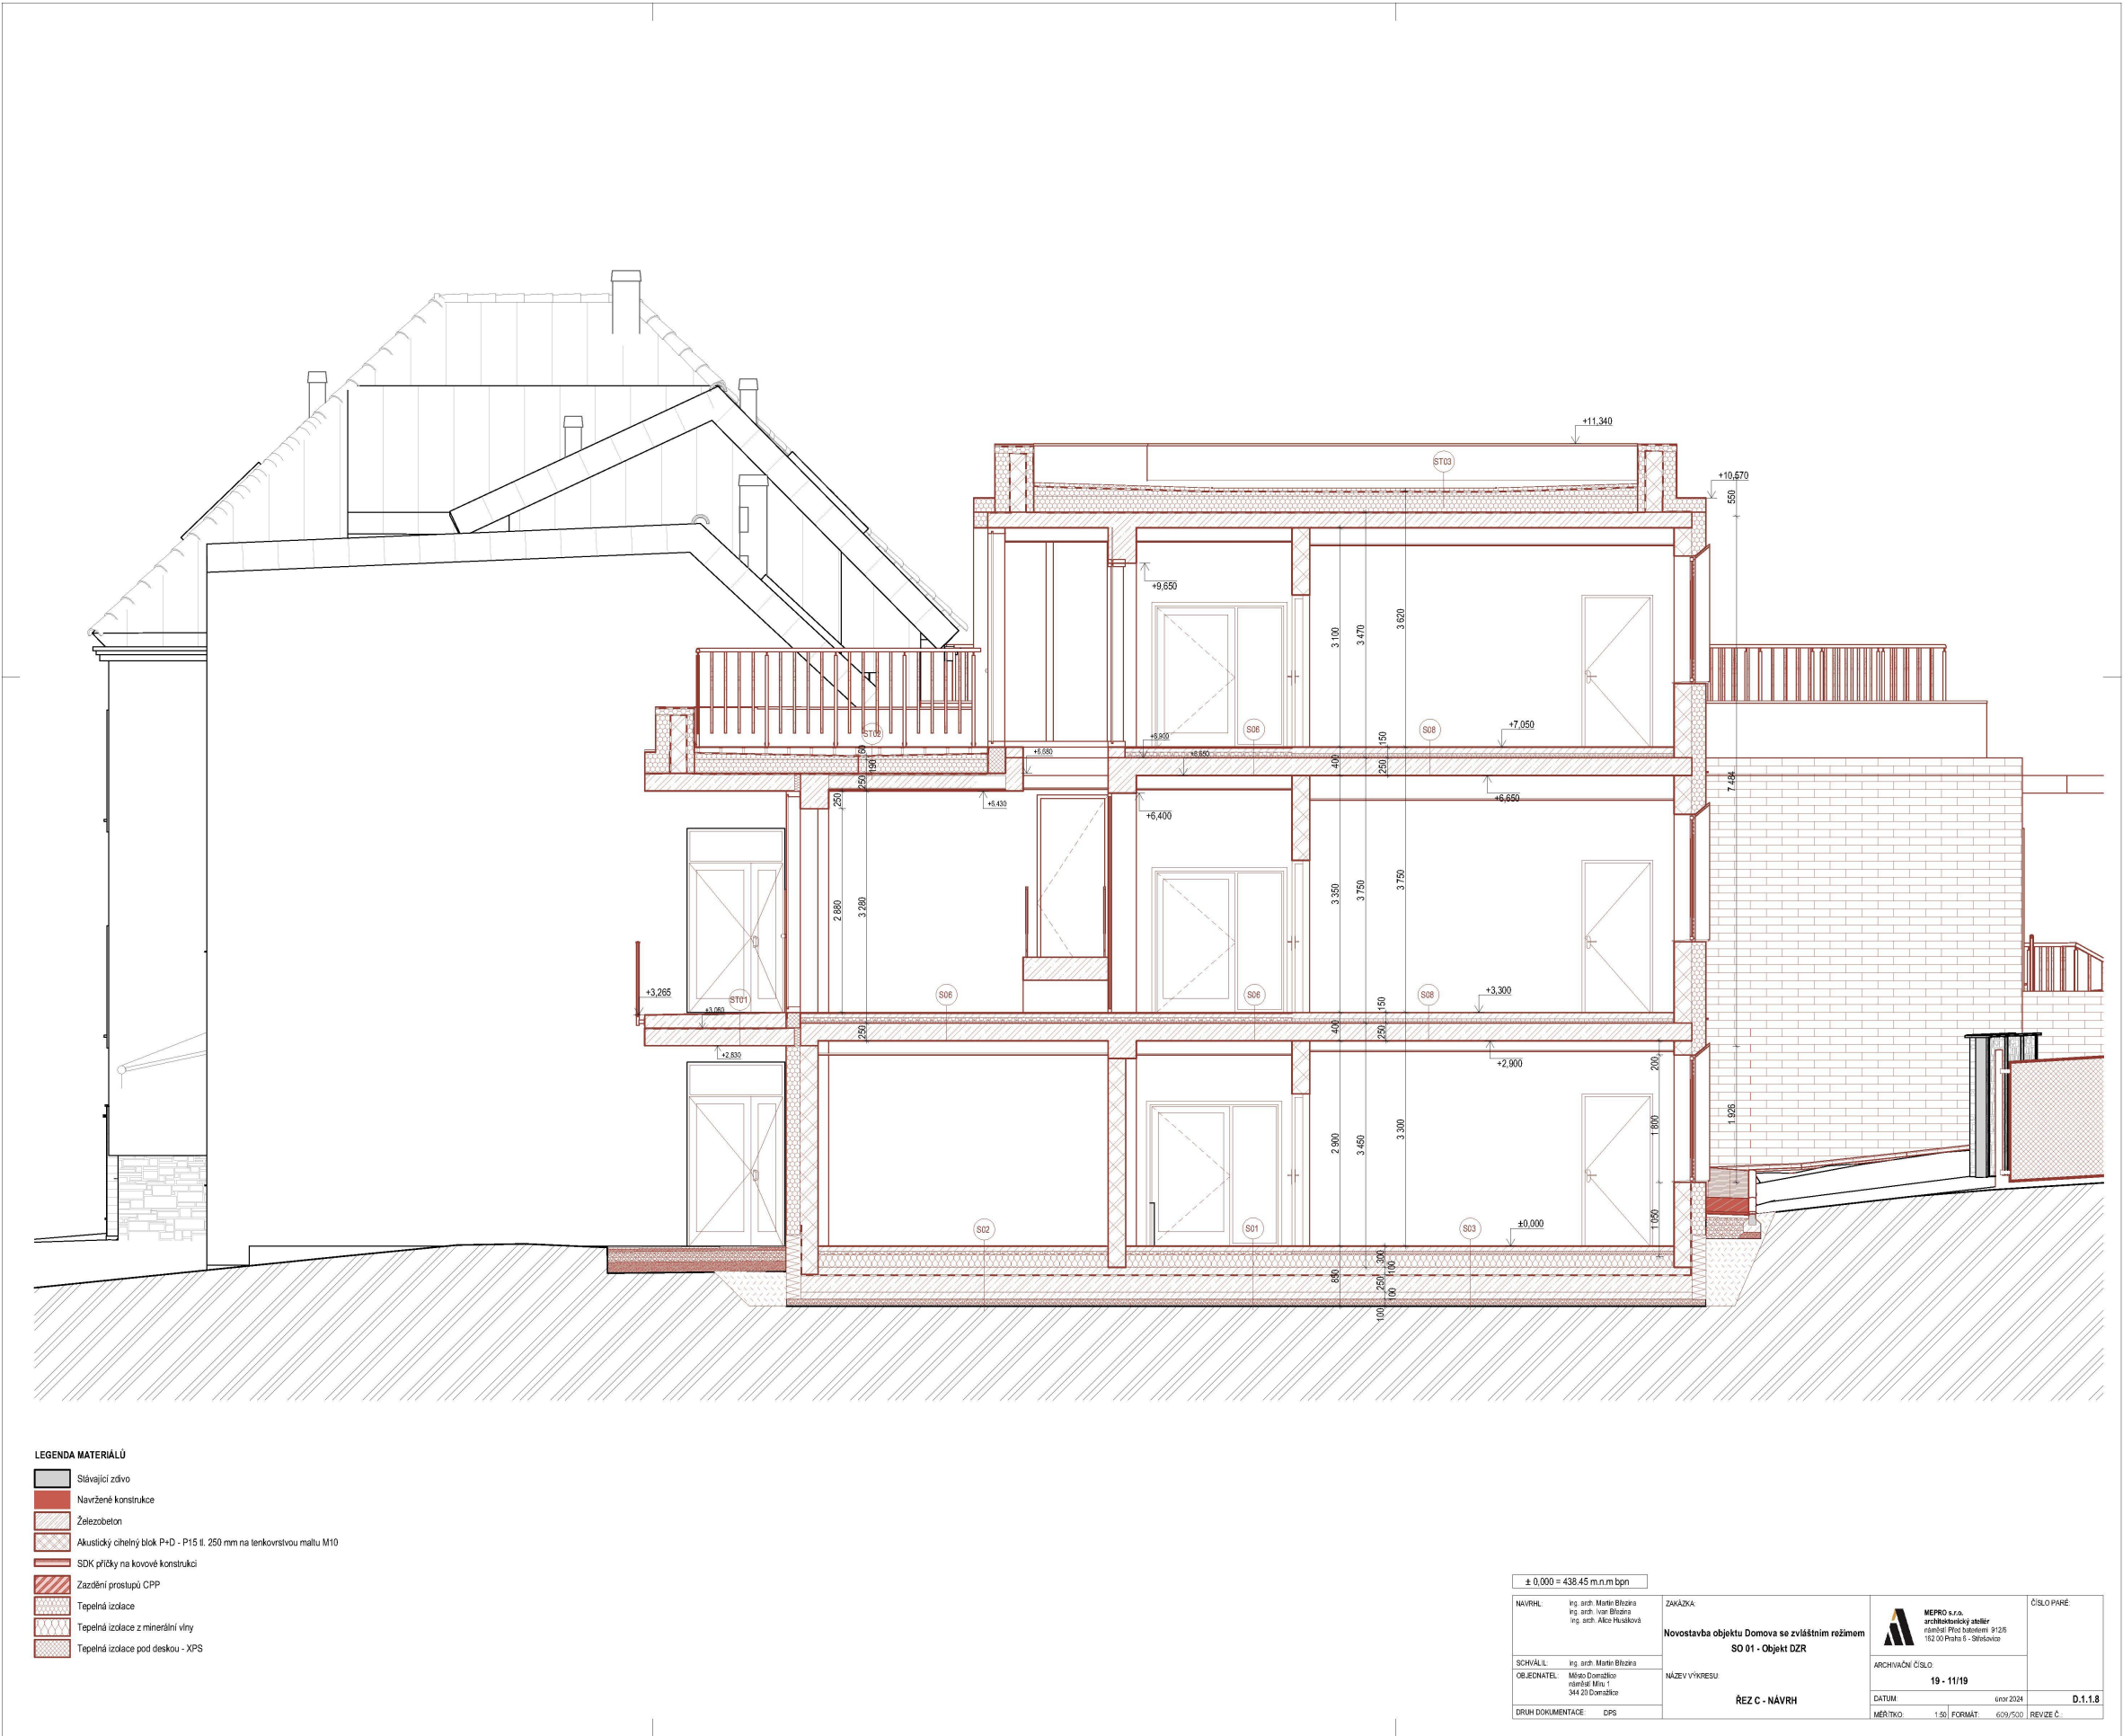 +11,340
ST03
+10,570
550
+9,650
3 100
3 470
3 620
7 484
ST02
60
190
250
+6,680
+6,900
+6,650
S06
S08
+7,050
150
400
250
+6,430
+6,400
+6,650
250
2 880
3 280
3 350
3 750
3 750
+3,265
ST01
S06
S06
S08
+3,300
150
400
250
250
+2,830
+2,900
200
1 800
1 926
2 900
3 450
3 300
1 050
S02
S01
S03
±0,000
300
100
850
250
100
100
LEGENDA MATERIÁLŮ
Stávající zdivo
Navržené konstrukce
Železobeton
Akustický cihelný blok P+D - P15 tl. 250 mm na tenkovrstvou maltu M10
SDK příčky na kovové konstrukci
Zazdění prostupů CPP
Tepelná izolace
Tepelná izolace z minerální vlny
Tepelná izolace pod deskou - XPS
± 0,000 = 438.45 m.n.m bpn
NAVRHL: Ing. arch. Martin Březina
Ing. arch. Ivan Březina
Ing. arch. Alice Husáková
SCHVÁLIL: Ing. arch. Martin Březina
OBJEDNATEL: Město Domažlice
náměstí Míru 1
344 20 Domažlice
DRUH DOKUMENTACE: DPS
ZAKÁZKA:
Novostavba objektu Domova se zvláštním režimem
SO 01 - Objekt DZR
NÁZEV VÝKRESU:
ŘEZ C - NÁVRH
MEPRO s.r.o.
architektonický ateliér
náměstí Před bateriemi 912/6
162 00 Praha 6 - Střešovice
ČÍSLO PARÉ:
ARCHIVAČNÍ ČÍSLO:
19 - 11/19
DATUM: únor 2024
D.1.1.8
MĚŘÍTKO: 1:50 FORMÁT: 609/500 REVIZE Č.: